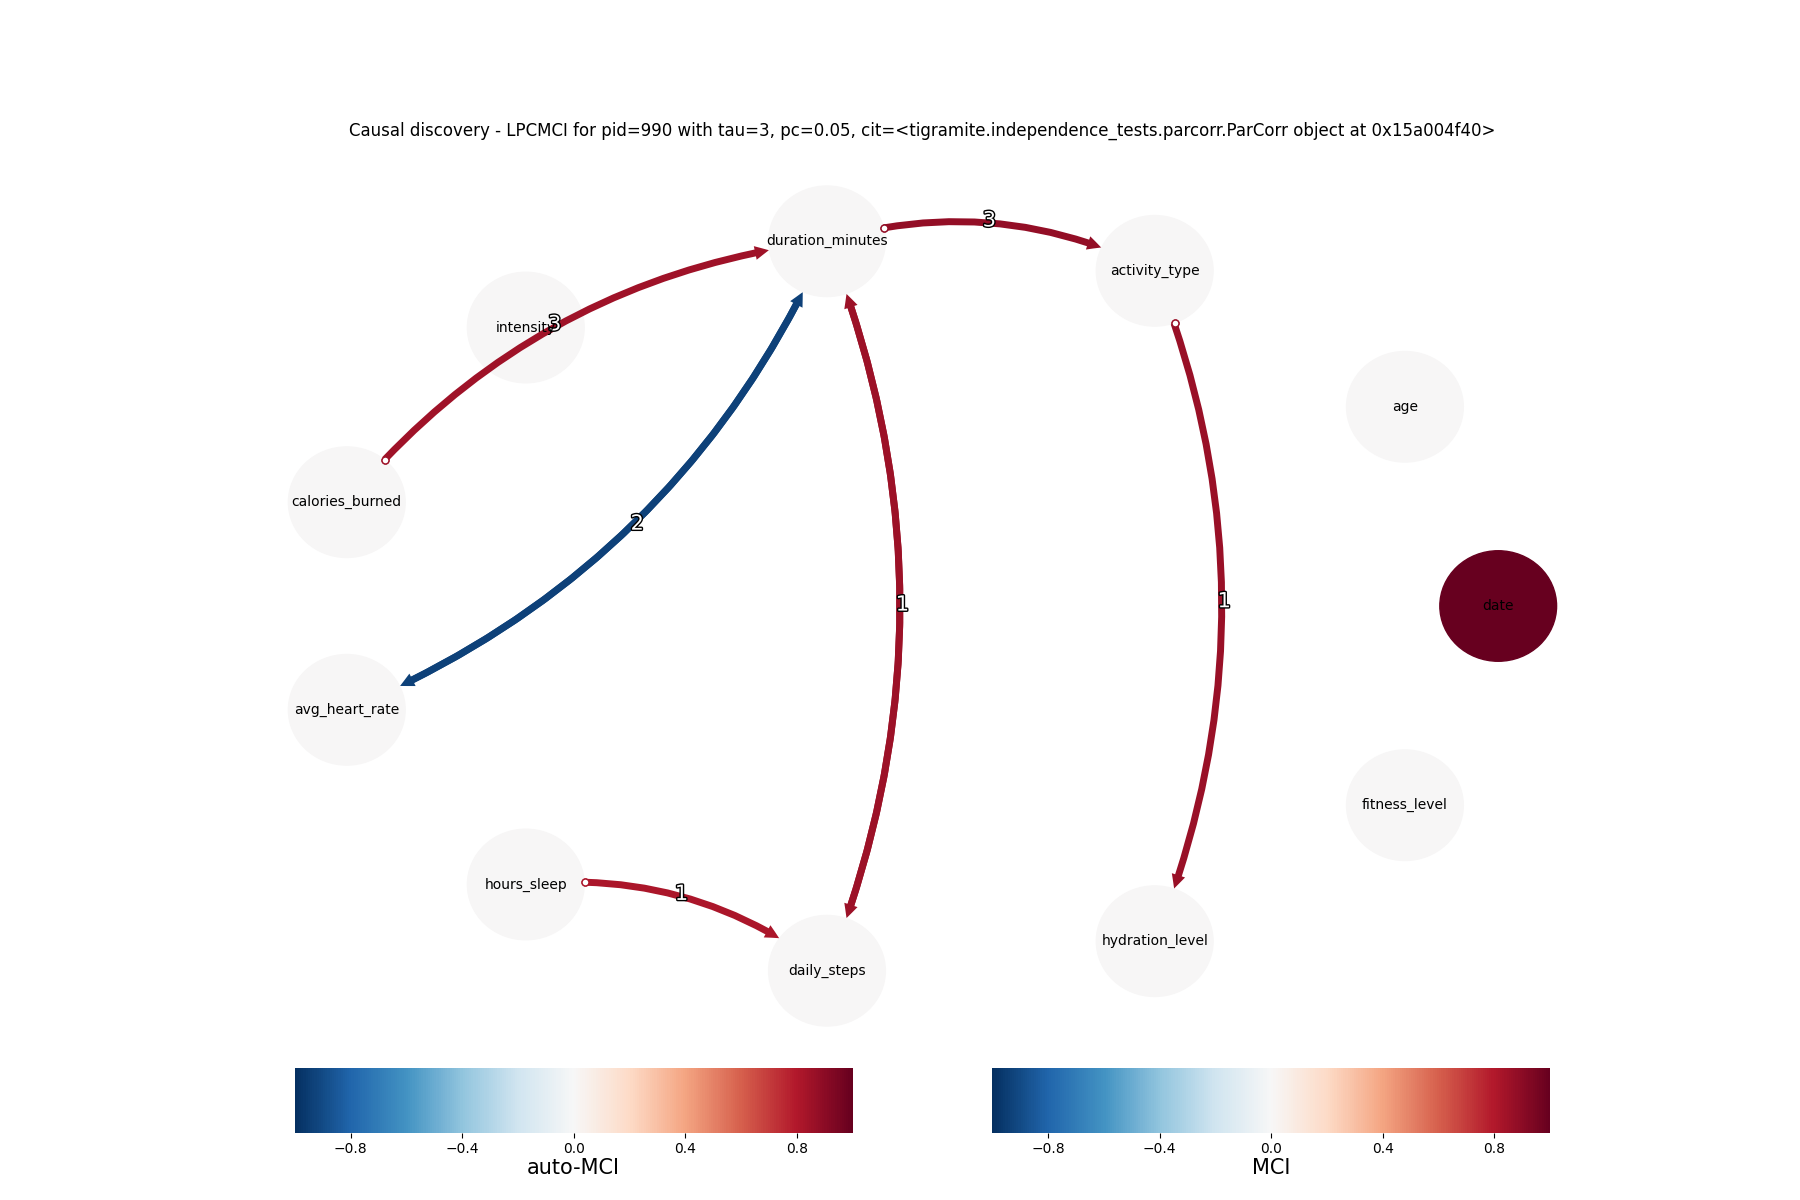 Causal discovery - LPCMCI for pid=990 with tau=3, pc=0.05, cit=<tigramite.independence_tests.parcorr.ParCorr object at 0x15a004f40>
3
duration_minutes
activity_type
intensity
3
age
calories_burned
2
1
1
date
avg_heart_rate
fitness_level
hours_sleep
1
hydration_level
daily_steps
−0.8 −0.4 0.0 0.4 0.8
auto-MCI
−0.8 −0.4 0.0 0.4 0.8
MCI